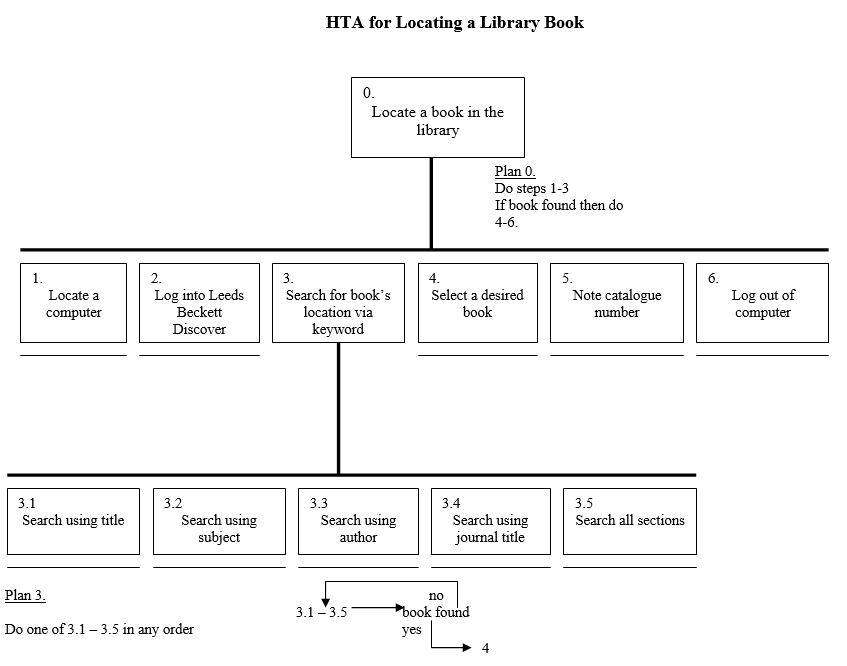 HTA for Locating a Library Book
0.
Locate a book in the
library
Plan 0.
Do steps 1-3
If book found then do
4-6.
1.
Locate a
computer
2.
Log into Leeds
Beckett
Discover
3.
Search for book's
location via
keyword
4.
Select a desired
book
5.
Note catalogue
number
6.
Log out of
computer
3.1
Search using title
3.2
Search using
subject
3.3
Search using
author
3.4
Search using
journal title
3.5
Search all sections
Plan 3.
Do one of 3.1 – 3.5 in any order
no
3.1 – 3.5
book found
yes
4